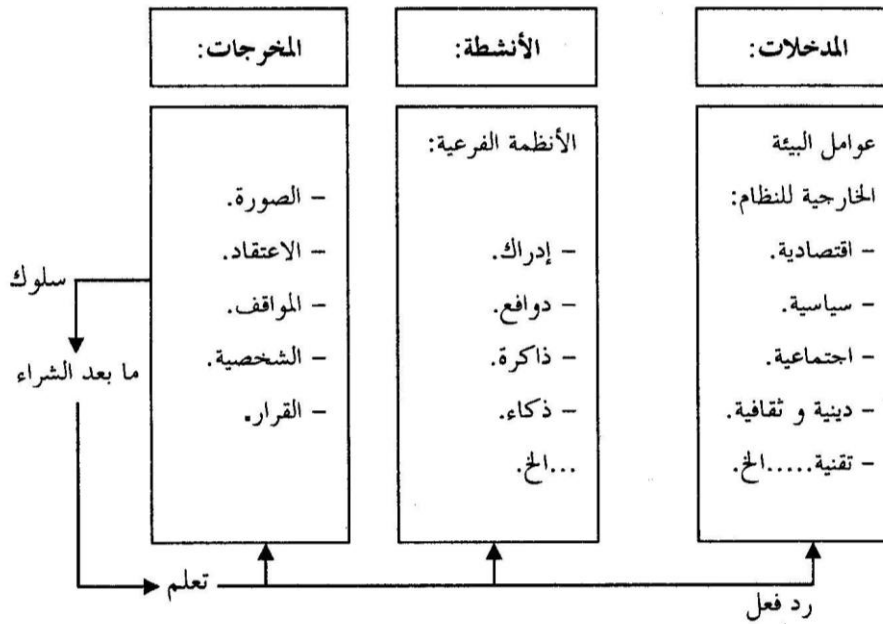 المدخلات:
الأنشطة:
المخرجات:
عوامل البيئة
الخارجية للنظام:
- اقتصادية.
- سياسية.
- اجتماعية.
- دينية و ثقافية.
- تقنية.....الخ.
الأنظمة الفرعية:
- إدراك.
- دوافع.
- ذاكرة.
- ذكاء.
...الخ.
- الصورة.
- الاعتقاد.
- المواقف.
- الشخصية.
- القرار.
سلوك
ما بعد الشراء
تعلم
رد فعل